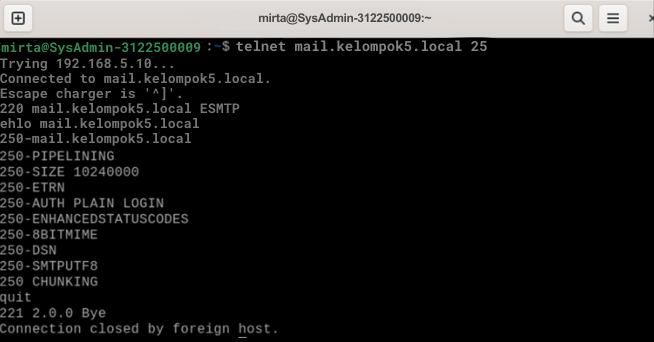 mirta@SysAdmin-3122500009:~
mirta@SysAdmin-3122500009 :~$ telnet mail.kelompok5.local 25
Trying 192.168.5.10...
Connected to mail.kelompok5.local.
Escape charger is '^]'.
220 mail.kelompok5.local ESMTP
ehlo mail.kelompok5.local
250-mail.kelompok5.local
250-PIPELINING
250-SIZE 10240000
250-ETRN
250-AUTH PLAIN LOGIN
250-ENHANCEDSTATUSCODES
250-8BITMIME
250-DSN
250-SMTPUTF8
250 CHUNKING
quit
221 2.0.0 Bye
Connection closed by foreign host.